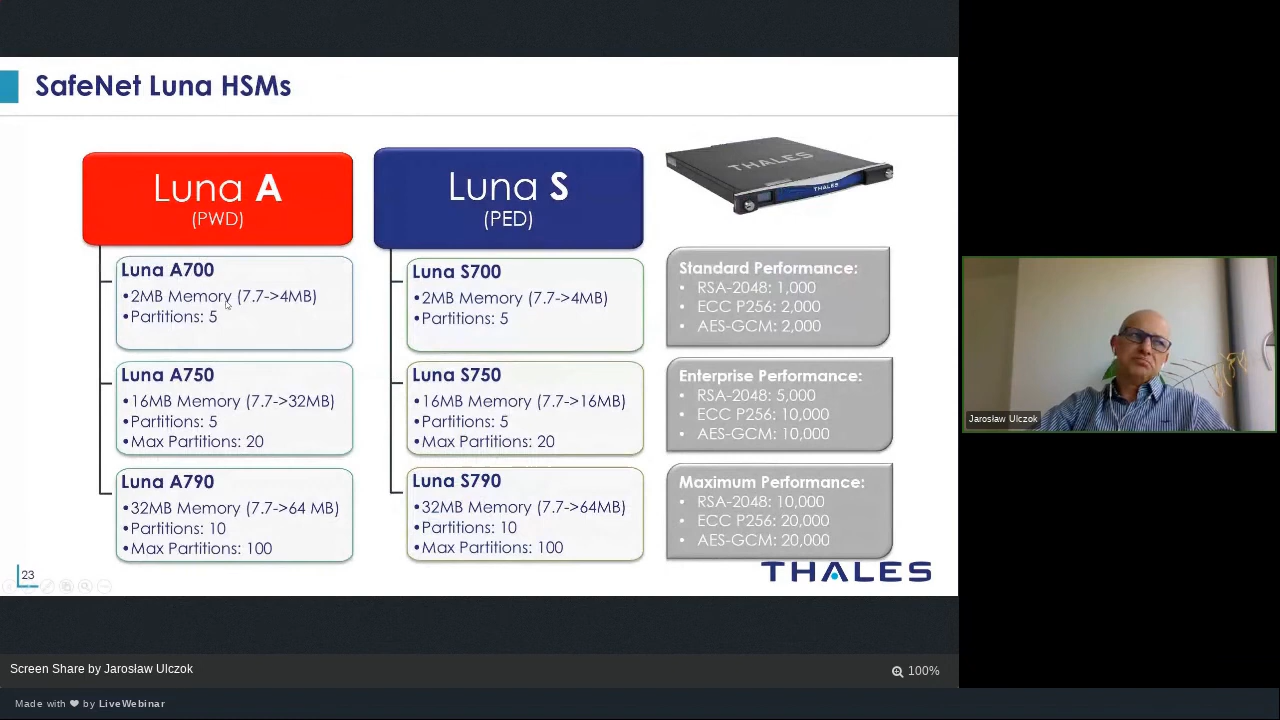 SafeNet Luna HSMs
Luna A
(PWD)
Luna A700
•2MB Memory (7.7->4MB)
•Partitions: 5
Luna A750
•16MB Memory (7.7->32MB)
•Partitions: 5
•Max Partitions: 20
Luna A790
•32MB Memory (7.7->64 MB)
•Partitions: 10
•Max Partitions: 100
Luna S
(PED)
Luna S700
•2MB Memory (7.7->4MB)
•Partitions: 5
Luna S750
•16MB Memory (7.7->16MB)
•Partitions: 5
•Max Partitions: 20
Luna S790
•32MB Memory (7.7->64MB)
•Partitions: 10
•Max Partitions: 100
THALES
THALES
Standard Performance:
• RSA-2048: 1,000
• ECC P256: 2,000
• AES-GCM: 2,000
Enterprise Performance:
• RSA-2048: 5,000
• ECC P256: 10,000
• AES-GCM: 10,000
Maximum Performance:
• RSA-2048: 10,000
• ECC P256: 20,000
• AES-GCM: 20,000
23
THALES
Jarosław Ulczok
Screen Share by Jarosław Ulczok
100%
Made with ❤ by LiveWebinar